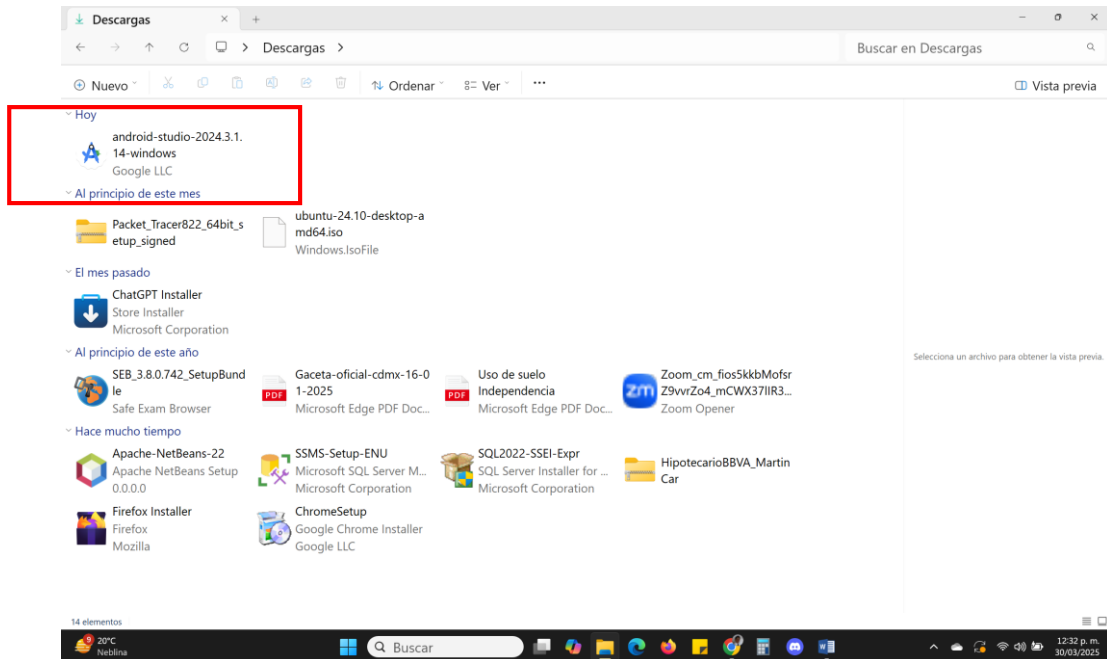 Descargas
Descargas
Buscar en Descargas
Nuevo
Ordenar
Ver
Vista previa
Hoy
android-studio-2024.3.1.
14-windows
Google LLC
Al principio de este mes
Packet_Tracer822_64bit_s
etup_signed
ubuntu-24.10-desktop-a
md64.iso
Windows.IsoFile
El mes pasado
ChatGPT Installer
Store Installer
Microsoft Corporation
Al principio de este año
SEB_3.8.0.742_SetupBund
le
Safe Exam Browser
PDF
Gaceta-oficial-cdmx-16-0
1-2025
Microsoft Edge PDF Doc...
PDF
Uso de suelo
Independencia
Microsoft Edge PDF Doc...
zm
Zoom_cm_fios5kkbMofsr
Z9vvrZo4_mCWX37IIR3...
Zoom Opener
Selecciona un archivo para obtener la vista previa.
Hace mucho tiempo
Apache-NetBeans-22
Apache NetBeans Setup
0.0.0.0
SSMS-Setup-ENU
Microsoft SQL Server M...
Microsoft Corporation
SQL2022-SSEI-Expr
SQL Server Installer for ...
Microsoft Corporation
HipotecarioBBVA_Martin
Car
Firefox Installer
Firefox
Mozilla
ChromeSetup
Google Chrome Installer
Google LLC
14 elementos
9
20°C
Neblina
Buscar
12:32 p. m.
30/03/2025